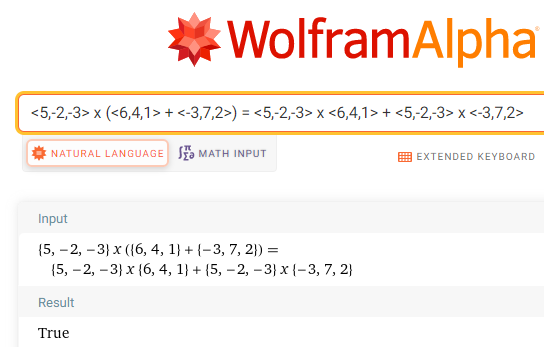 WolframAlpha
<5,-2,-3> x (<6,4,1> + <-3,7,2>) = <5,-2,-3> x <6,4,1> + <5,-2,-3> x <-3,7,2>
NATURAL LANGUAGE
∫Σ∂π MATH INPUT
EXTENDED KEYBOARD
Input
{5, −2, −3} x ({6, 4, 1} + {−3, 7, 2}) =
{5, −2, −3} x {6, 4, 1} + {5, −2, −3} x {−3, 7, 2}
Result
True